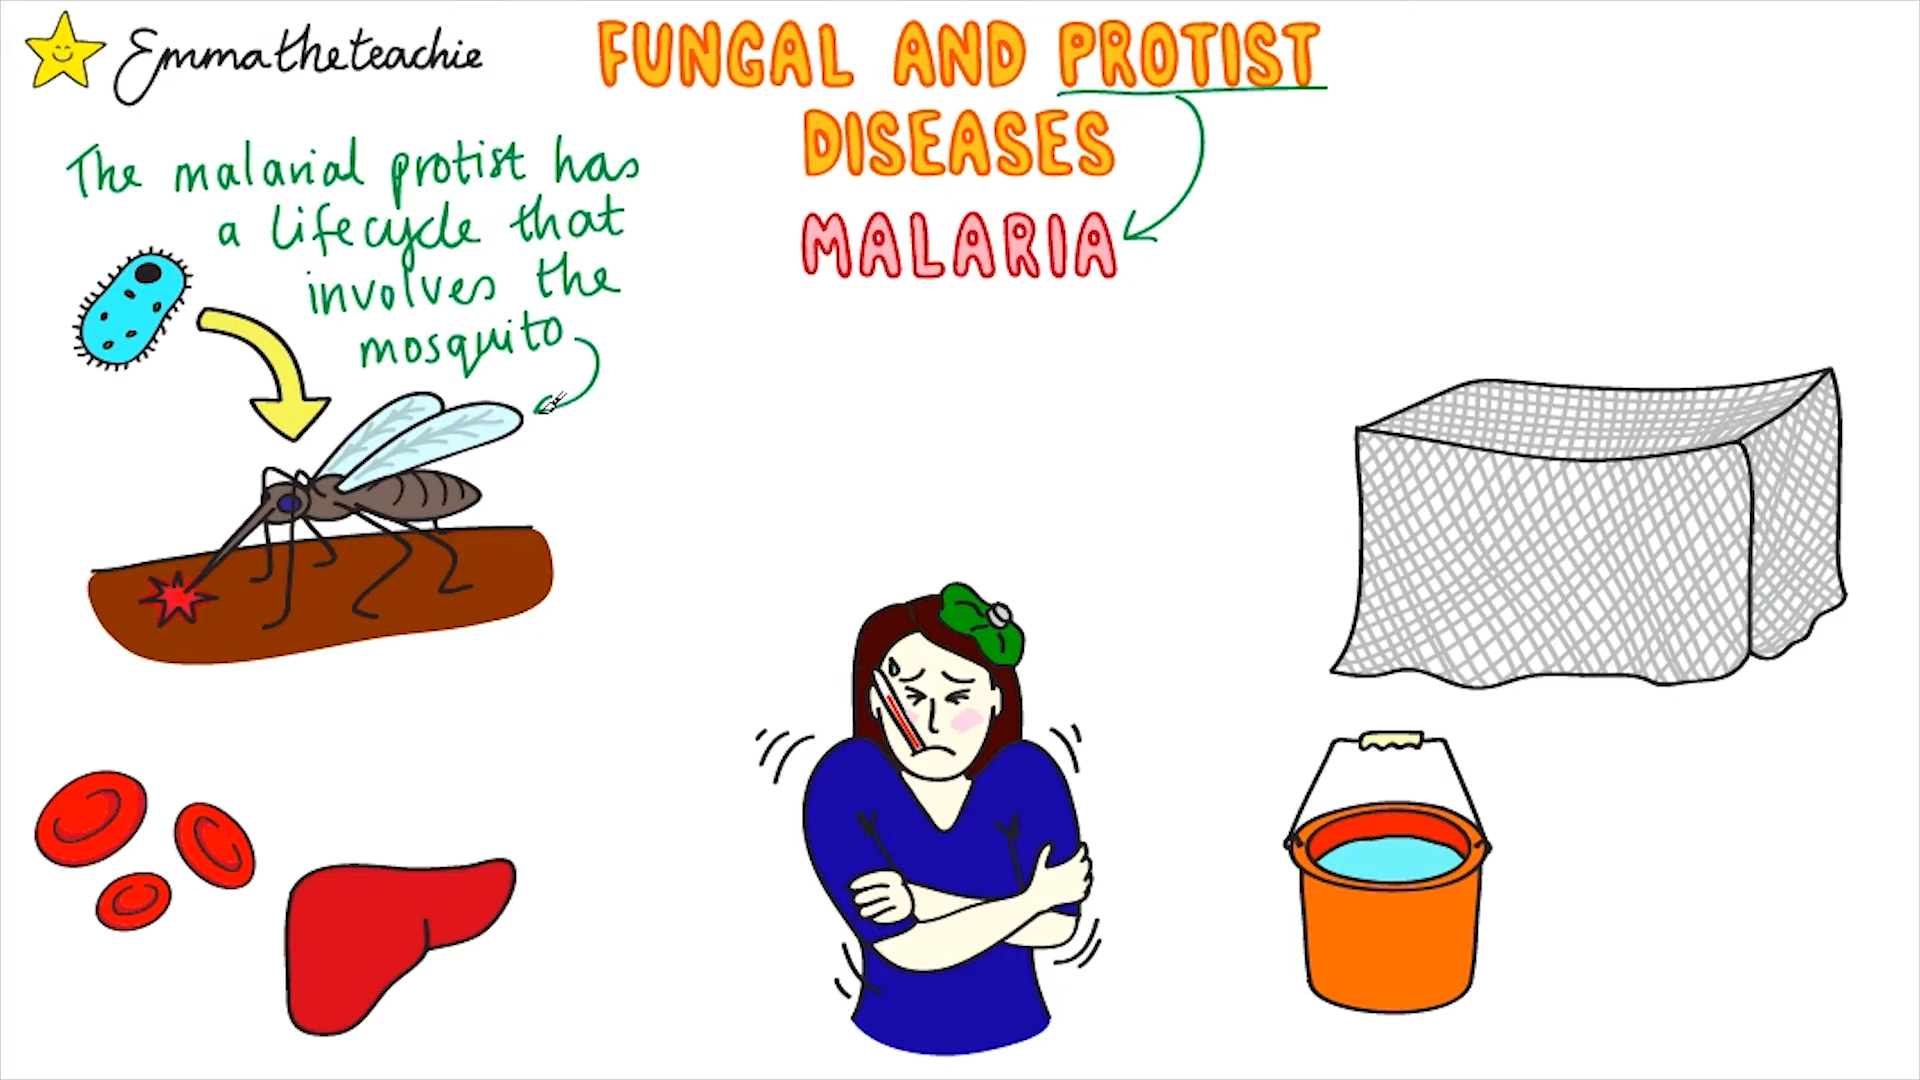 Emmatheteachie
FUNGAL AND PROTIST
DISEASES
MALARIA
The malarial protist has
a lifecycle that
involves the
mosquito